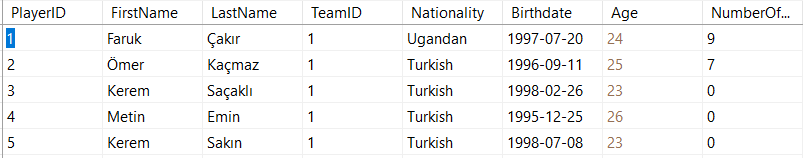 PlayerID FirstName LastName TeamID Nationality Birthdate Age NumberOf...
1 Faruk Çakır 1 Ugandan 1997-07-20 24 9
2 Ömer Kaçmaz 1 Turkish 1996-09-11 25 7
3 Kerem Saçaklı 1 Turkish 1998-02-26 23 0
4 Metin Emin 1 Turkish 1995-12-25 26 0
5 Kerem Sakın 1 Turkish 1998-07-08 23 0